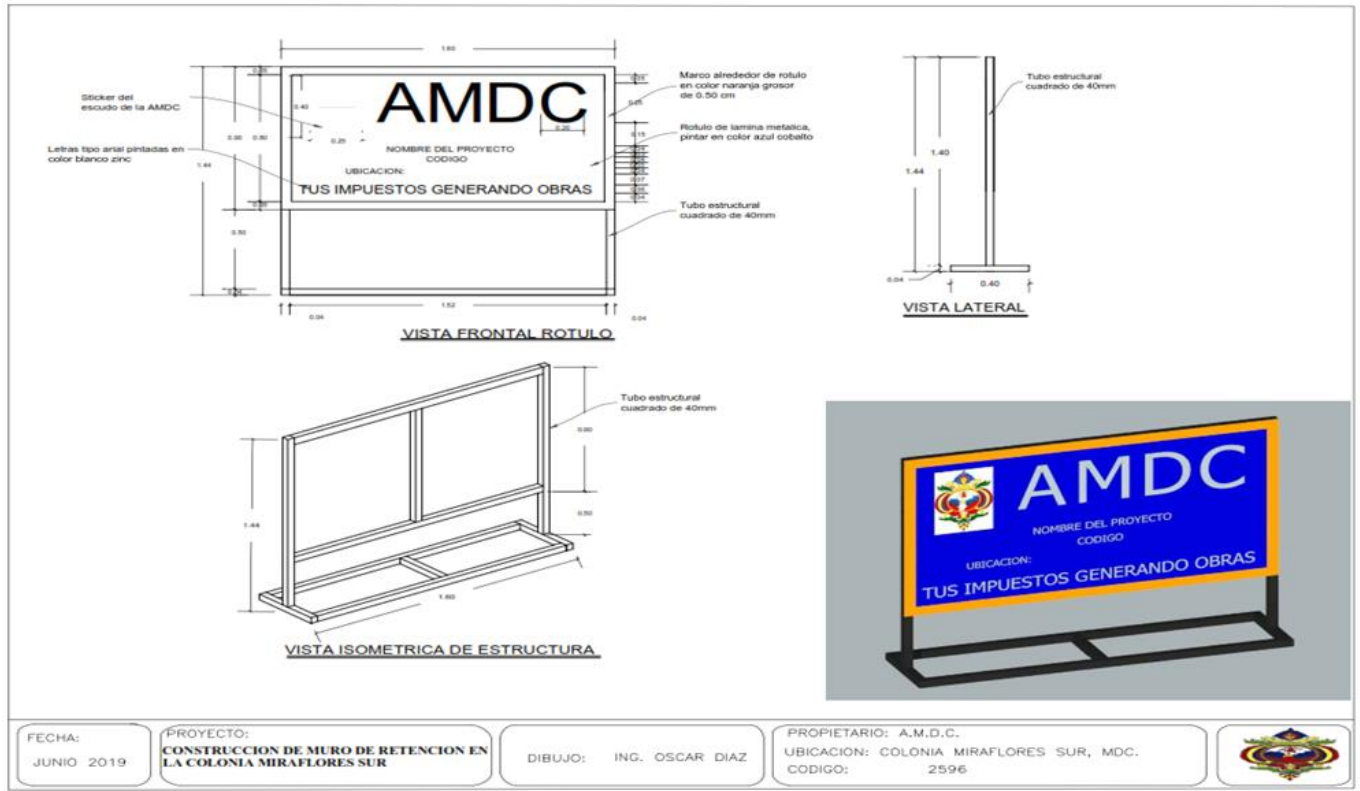 1.60
Sticker del
escudo de la AMDC
Letras tipo arial pintadas en
color blanco zinc
1.44
0.90
0.80
0.50
0.40
0.25
0.20
AMDC
NOMBRE DEL PROYECTO
CODIGO
UBICACION:
TUS IMPUESTOS GENERANDO OBRAS
0.15
0.07
0.04
Marco alrededor de rotulo
en color naranja grosor
de 0.50 cm
Rotulo de lamina metalica,
pintar en color azul cobalto
Tubo estructural
cuadrado de 40mm
1.52
0.04
0.04
VISTA FRONTAL ROTULO
Tubo estructural
cuadrado de 40mm
1.40
1.44
0.04
0.40
VISTA LATERAL
Tubo estructural
cuadrado de 40mm
0.90
0.50
1.44
1.60
VISTA ISOMETRICA DE ESTRUCTURA
AMDC
NOMBRE DEL PROYECTO
CODIGO
UBICACION:
TUS IMPUESTOS GENERANDO OBRAS
FECHA:
JUNIO 2019
PROYECTO:
CONSTRUCCION DE MURO DE RETENCION EN
LA COLONIA MIRAFLORES SUR
DIBUJO: ING. OSCAR DIAZ
PROPIETARIO: A.M.D.C.
UBICACION: COLONIA MIRAFLORES SUR, MDC.
CODIGO: 2596